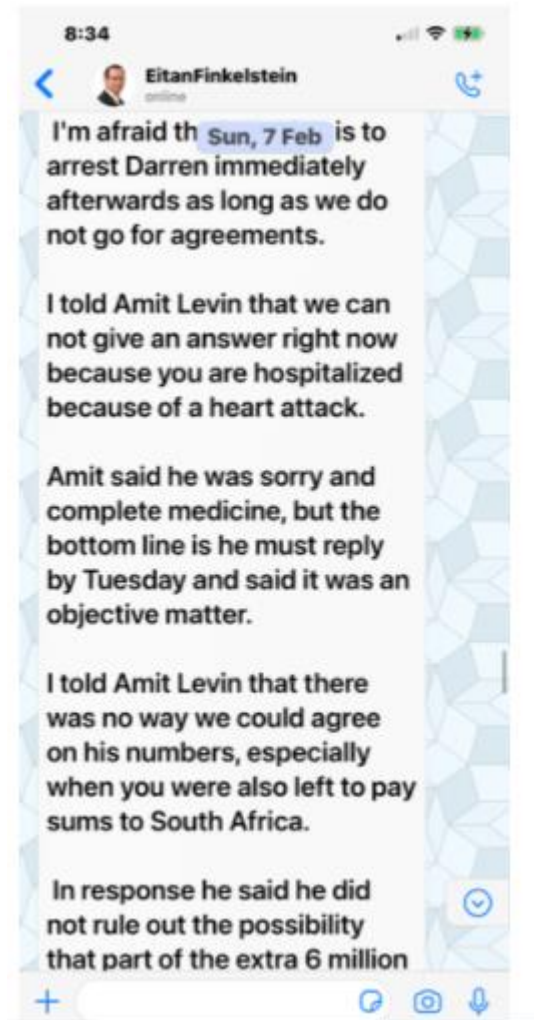 8:34
EitanFinkelstein
online
I'm afraid th Sun, 7 Feb is to
arrest Darren immediately
afterwards as long as we do
not go for agreements.
I told Amit Levin that we can
not give an answer right now
because you are hospitalized
because of a heart attack.
Amit said he was sorry and
complete medicine, but the
bottom line is he must reply
by Tuesday and said it was an
objective matter.
I told Amit Levin that there
was no way we could agree
on his numbers, especially
when you were also left to pay
sums to South Africa.
In response he said he did
not rule out the possibility
that part of the extra 6 million